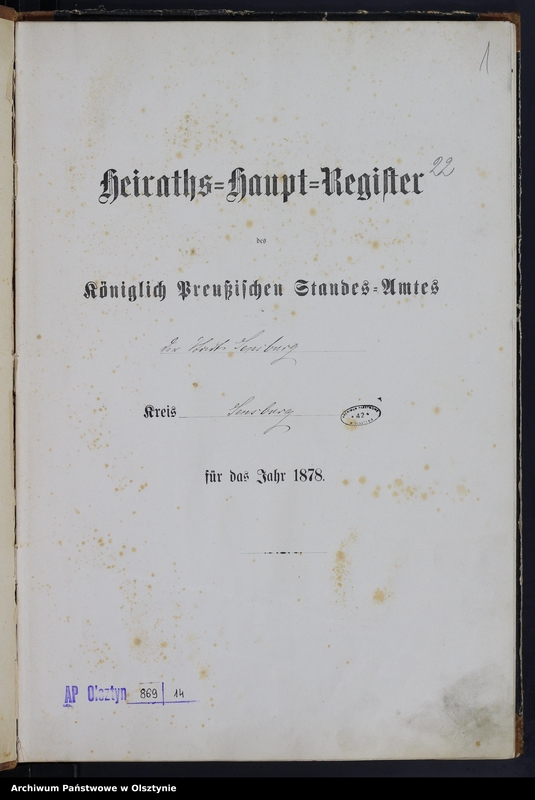 1
Heiraths-Haupt-Register 22
des
Königlich Preußischen Standes-Amtes
der Stadt Sensburg
Kreis Sensburg
42
für das Jahr 1878.
AP Olsztyn 869 14
Archiwum Państwowe w Olsztynie